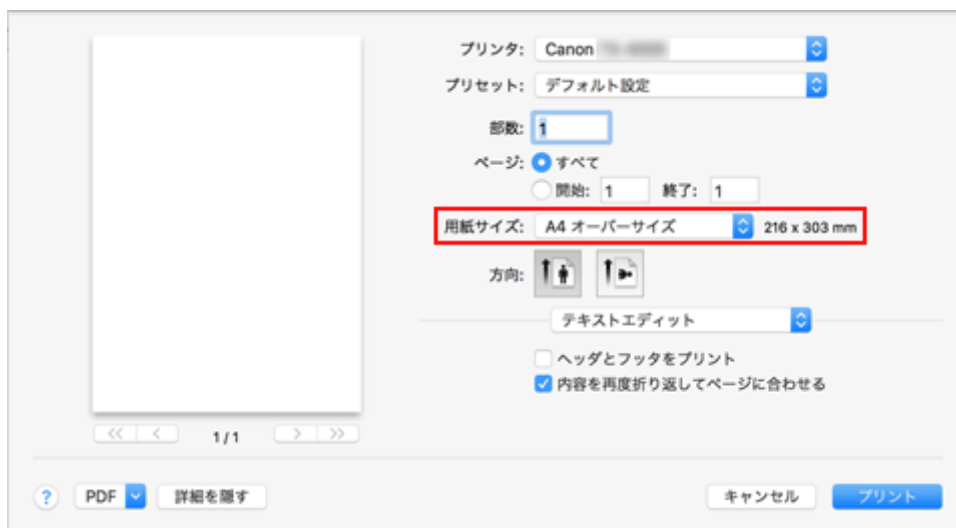 プリンタ: Canon
プリセット: デフォルト設定
部数: 1
ページ: すべて
開始: 1 終了: 1
用紙サイズ: A4 オーバーサイズ 216 x 303 mm
方向:
テキストエディット
ヘッダとフッタをプリント
内容を再度折り返してページに合わせる
<< < 1 / 1 > >>
? PDF 詳細を隠す キャンセル プリント